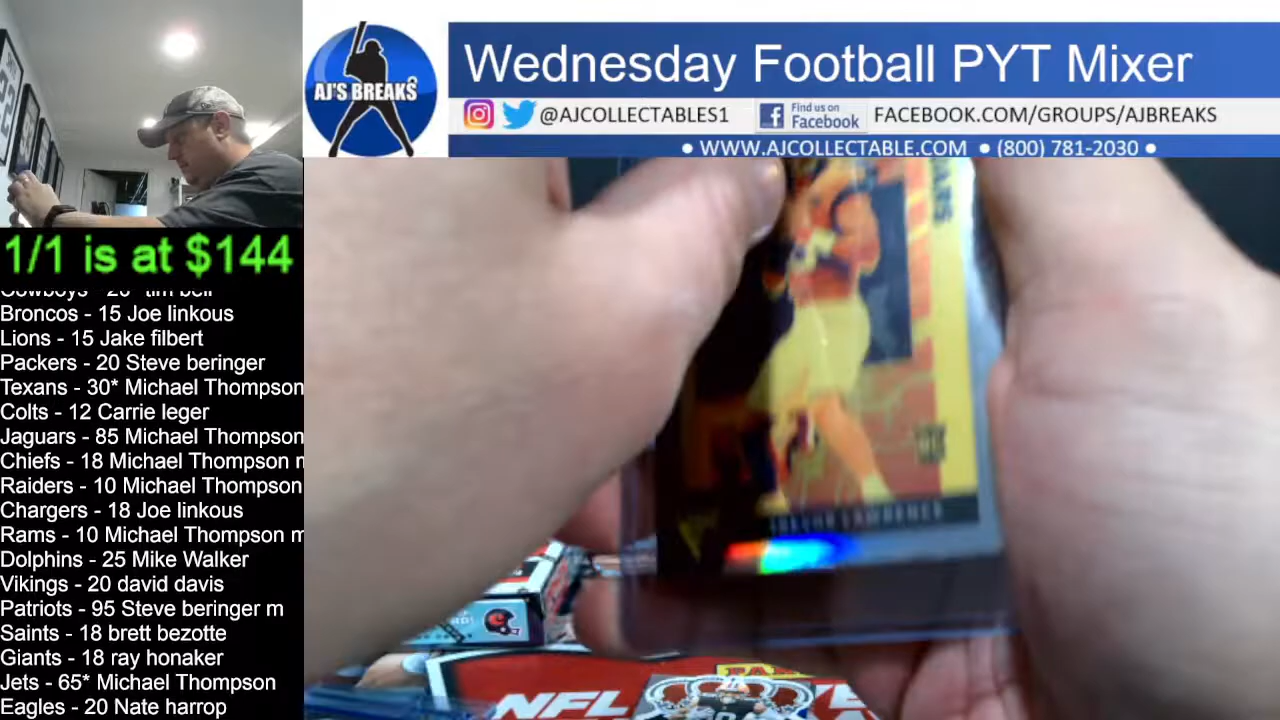 AJ'S BREAKS
Wednesday Football PYT Mixer
@AJCOLLECTABLES1
Find us on
Facebook
FACEBOOK.COM/GROUPS/AJBREAKS
• WWW.AJCOLLECTABLE.COM • (800) 781-2030 •
1/1 is at $144
Broncos - 15 Joe linkous
Lions - 15 Jake filbert
Packers - 20 Steve beringer
Texans - 30* Michael Thompson
Colts - 12 Carrie leger
Jaguars - 85 Michael Thompson
Chiefs - 18 Michael Thompson
Raiders - 10 Michael Thompson
Chargers - 18 Joe linkous
Rams - 10 Michael Thompson
Dolphins - 25 Mike Walker
Vikings - 20 david davis
Patriots - 95 Steve beringer m
Saints - 18 brett bezotte
Giants - 18 ray honaker
Jets - 65* Michael Thompson
Eagles - 20 Nate harrop
TREVOR LAWRENCE
NFL